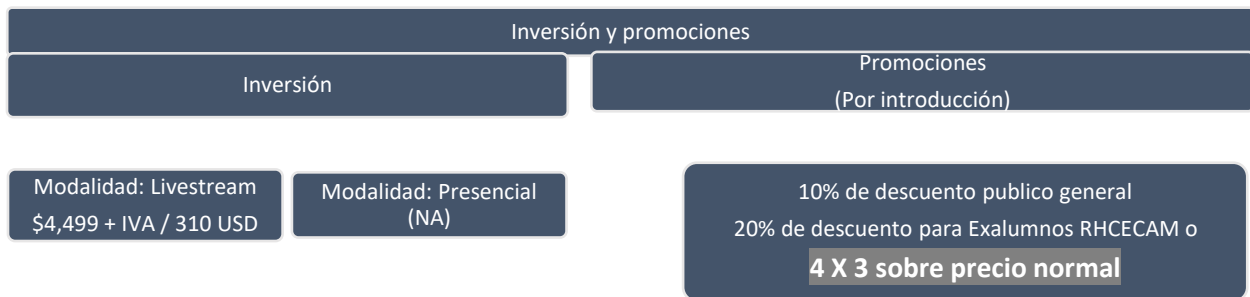 Inversión y promociones
Inversión
Promociones
(Por introducción)
Modalidad: Livestream
$4,499 + IVA / 310 USD
Modalidad: Presencial
(NA)
10% de descuento publico general
20% de descuento para Exalumnos RHCECAM o
4 X 3 sobre precio normal